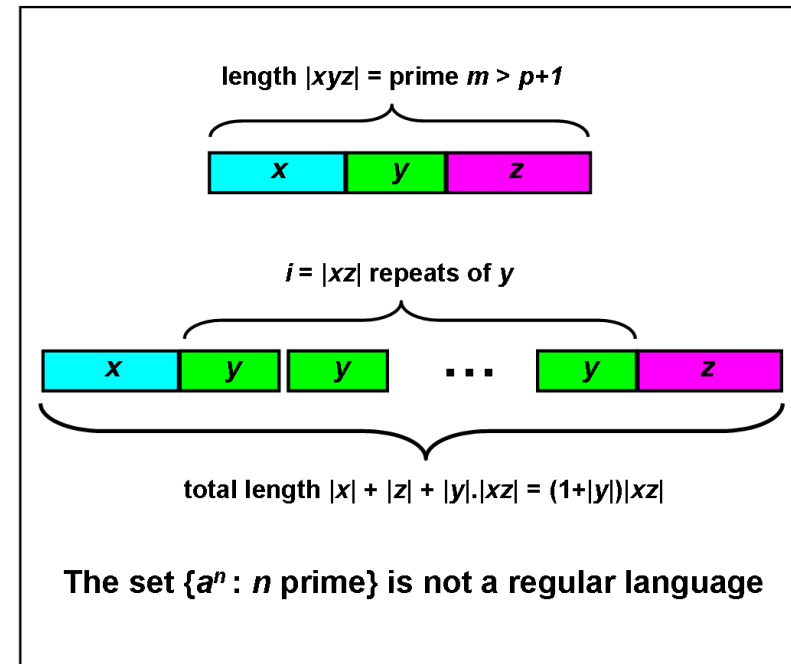 length |xyz| = prime m > p+1
x y z
i = |xz| repeats of y
x y y ... y z
total length |x| + |z| + |y|.|xz| = (1+|y|)|xz|
The set {aⁿ : n prime} is not a regular language